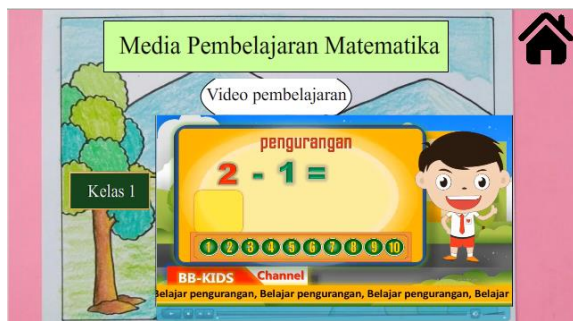 Media Pembelajaran Matematika
Video pembelajaran
pengurangan
2 - 1 =
Kelas 1
1 2 3 4 5 6 7 8 9 10
BB-KIDS Channel
Belajar pengurangan, Belajar pengurangan, Belajar pengurangan, Belajar